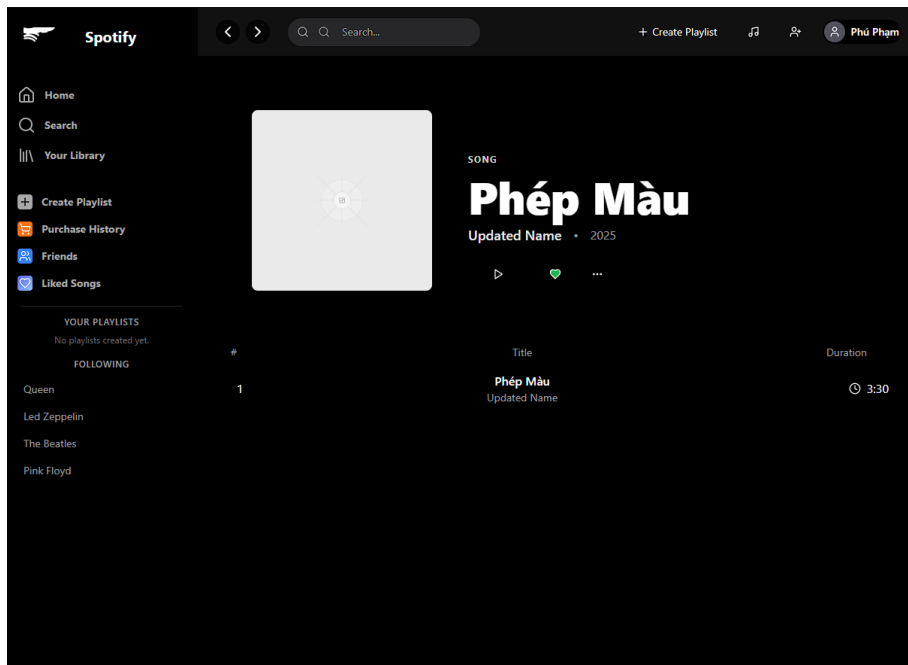 Spotify
Search...
+ Create Playlist
Phú Phạm
Home
Search
Your Library
Create Playlist
Purchase History
Friends
Liked Songs
YOUR PLAYLISTS
No playlists created yet.
FOLLOWING
Queen
Led Zeppelin
The Beatles
Pink Floyd
SONG
Phép Màu
Updated Name • 2025
# Title Duration
1 Phép Màu 3:30
Updated Name